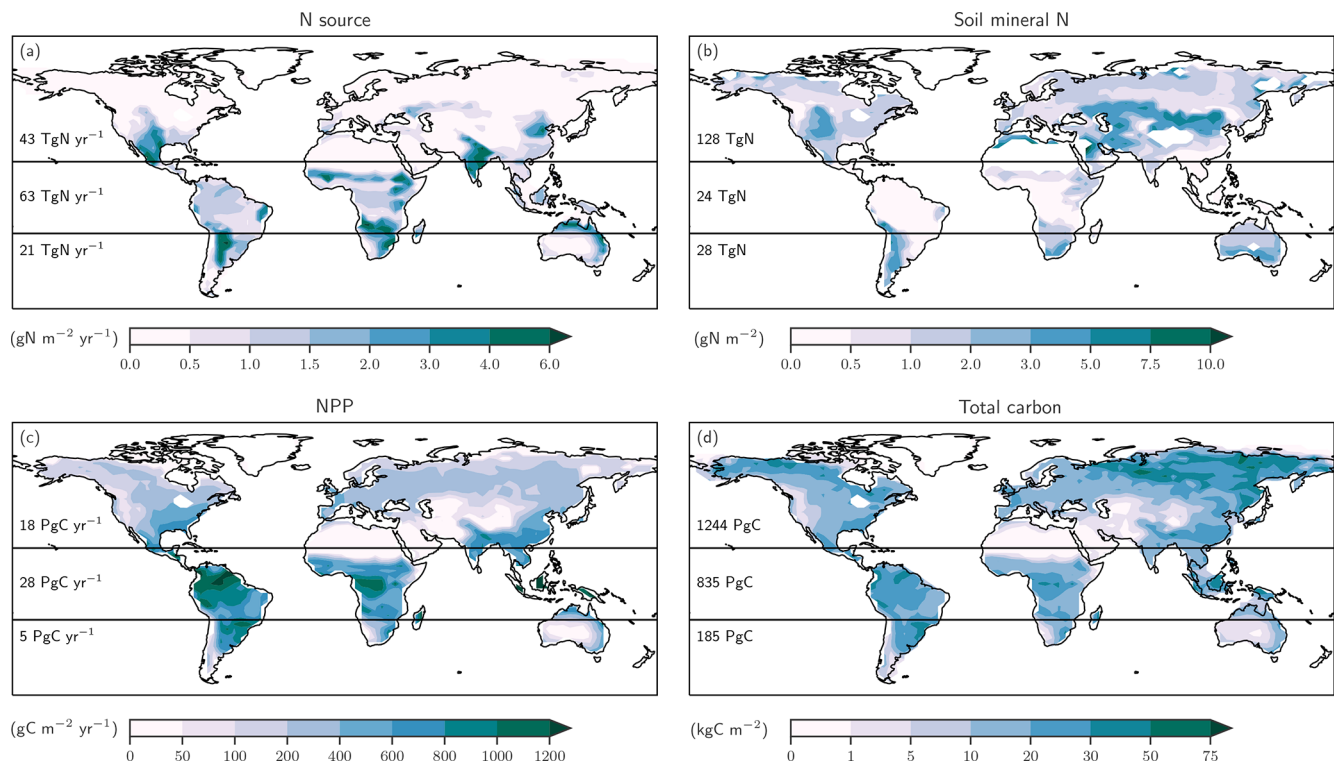 N source
Soil mineral N
(a)
43 TgN yr⁻¹
63 TgN yr⁻¹
21 TgN yr⁻¹
(b)
128 TgN
24 TgN
28 TgN
(gN m⁻² yr⁻¹)
0.0 0.5 1.0 1.5 2.0 3.0 4.0 6.0
(gN m⁻²)
0.0 0.5 1.0 2.0 3.0 5.0 7.5 10.0
NPP
Total carbon
(c)
18 PgC yr⁻¹
28 PgC yr⁻¹
5 PgC yr⁻¹
(d)
1244 PgC
835 PgC
185 PgC
(gC m⁻² yr⁻¹)
0 50 100 200 400 600 800 1000 1200
(kgC m⁻²)
0 1 5 10 20 30 50 75